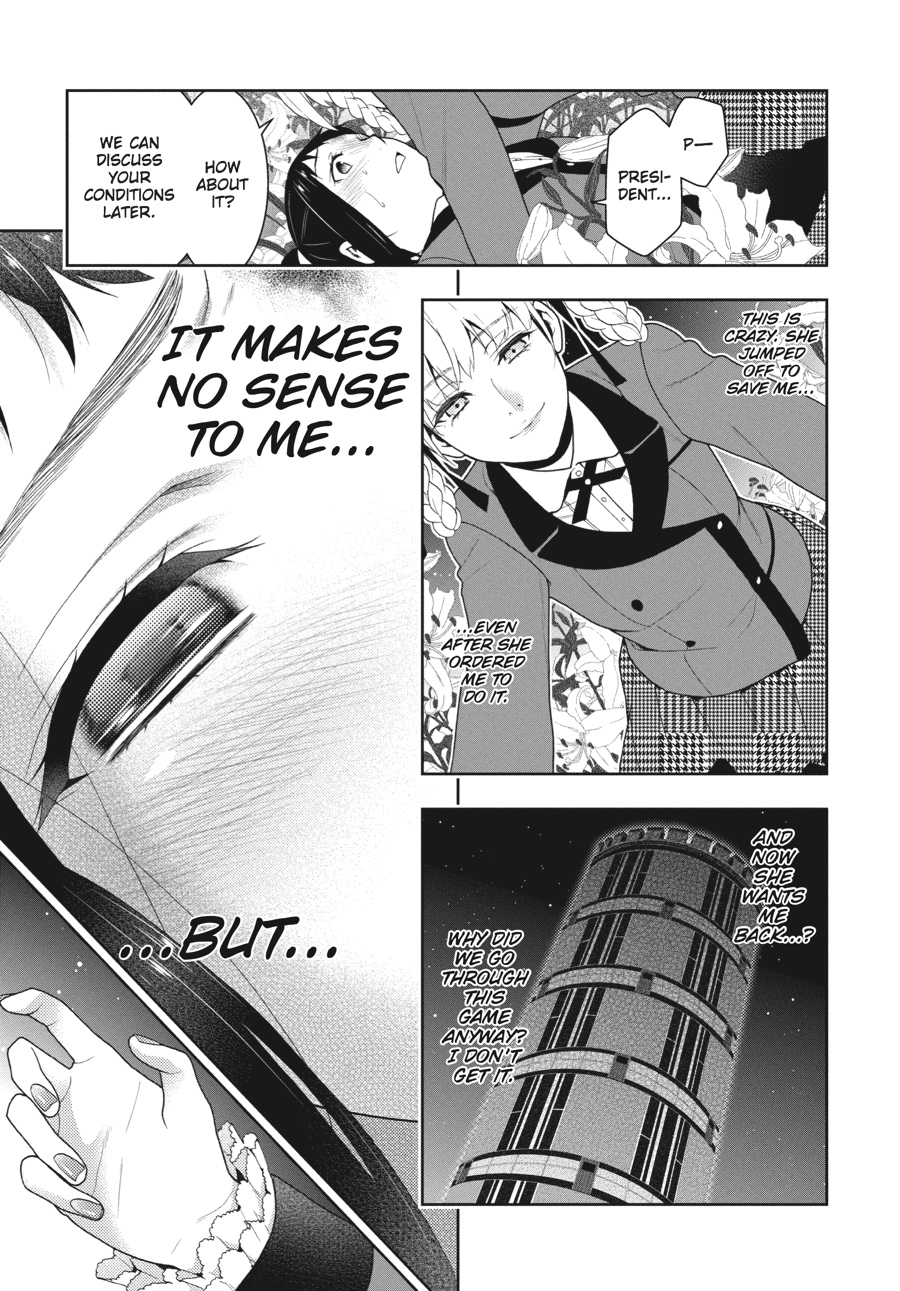 P—
PRESI-
DENT...
HOW
ABOUT
IT?
WE CAN
DISCUSS
YOUR
CONDITIONS
LATER.
THIS IS
CRAZY. SHE
JUMPED
OFF TO
SAVE ME...
...EVEN
AFTER SHE
ORDERED
ME TO
DO IT.
AND
NOW
SHE
WANTS
ME
BACK...?
WHY DID
WE GO
THROUGH
THIS
GAME
ANYWAY?
I DON'T
GET IT.
IT MAKES
NO SENSE
TO ME...
...BUT...